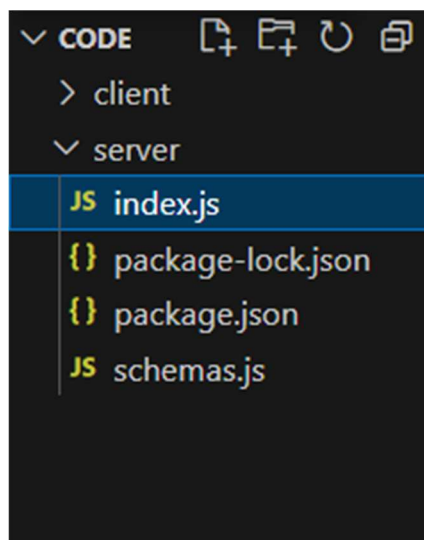 CODE
client
server
JS index.js
{} package-lock.json
{} package.json
JS schemas.js